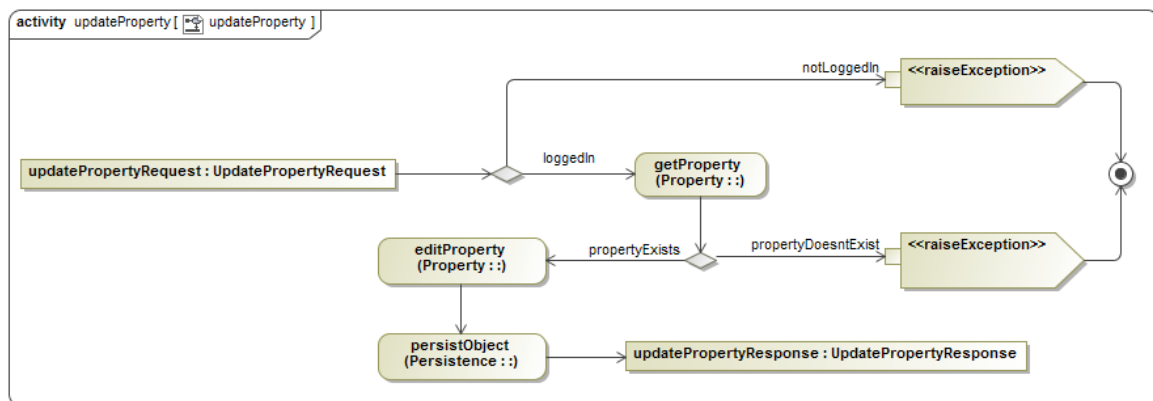 activity updateProperty [ updateProperty ]
notLoggedIn
<<raiseException>>
updatePropertyRequest : UpdatePropertyRequest
loggedIn
getProperty
(Property : :)
editProperty
(Property : :)
propertyExists
propertyDoesntExist
<<raiseException>>
persistObject
(Persistence : :)
updatePropertyResponse : UpdatePropertyResponse